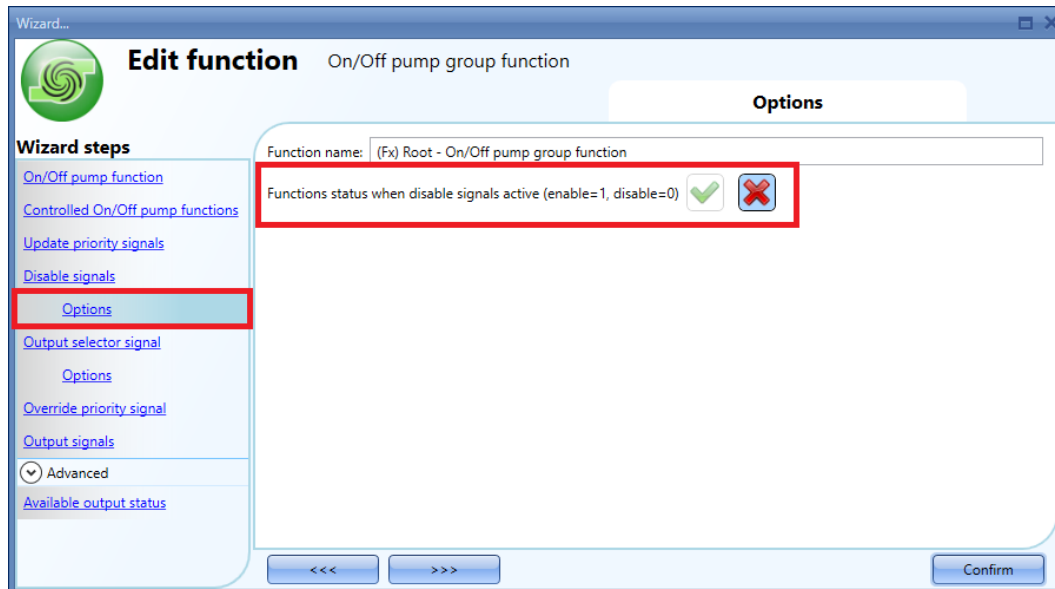 Wizard...
Edit function On/Off pump group function
Options
Wizard steps
On/Off pump function
Controlled On/Off pump functions
Update priority signals
Disable signals
Options
Output selector signal
Options
Override priority signal
Output signals
Advanced
Available output status
Function name: (Fx) Root - On/Off pump group function
Functions status when disable signals active (enable=1, disable=0)
<<< >>> Confirm